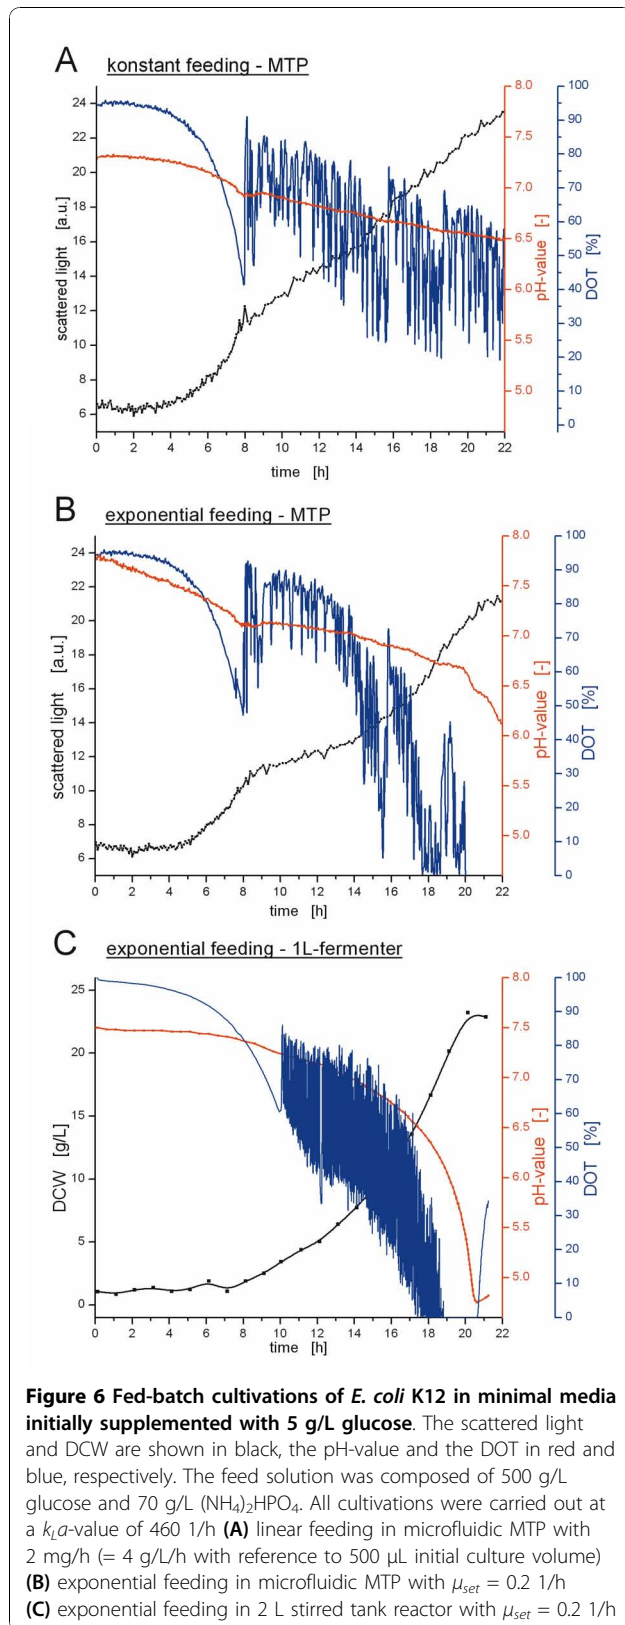 A konstant feeding - MTP
24
22
20
18
16
14
12
10
8
6
scattered light [a.u.]
0 2 4 6 8 10 12 14 16 18 20 22
time [h]
8.0
7.5
7.0
6.5
6.0
5.5
5.0
pH-value [-]
100
90
80
70
60
50
40
30
20
10
0
DOT [%]
B exponential feeding - MTP
24
22
20
18
16
14
12
10
8
6
scattered light [a.u.]
0 2 4 6 8 10 12 14 16 18 20 22
time [h]
8.0
7.5
7.0
6.5
6.0
5.5
5.0
pH-value [-]
100
90
80
70
60
50
40
30
20
10
0
DOT [%]
C exponential feeding - 1L-fermenter
25
20
15
10
5
0
DCW [g/L]
0 2 4 6 8 10 12 14 16 18 20 22
time [h]
8.0
7.5
7.0
6.5
6.0
5.5
5.0
pH-value [-]
100
90
80
70
60
50
40
30
20
10
0
DOT [%]
Figure 6 Fed-batch cultivations of E. coli K12 in minimal media
initially supplemented with 5 g/L glucose. The scattered light
and DCW are shown in black, the pH-value and the DOT in red and
blue, respectively. The feed solution was composed of 500 g/L
glucose and 70 g/L (NH4)2HPO4. All cultivations were carried out at
a kLa-value of 460 1/h (A) linear feeding in microfluidic MTP with
2 mg/h (= 4 g/L/h with reference to 500 μL initial culture volume)
(B) exponential feeding in microfluidic MTP with μset = 0.2 1/h
(C) exponential feeding in 2 L stirred tank reactor with μset = 0.2 1/h